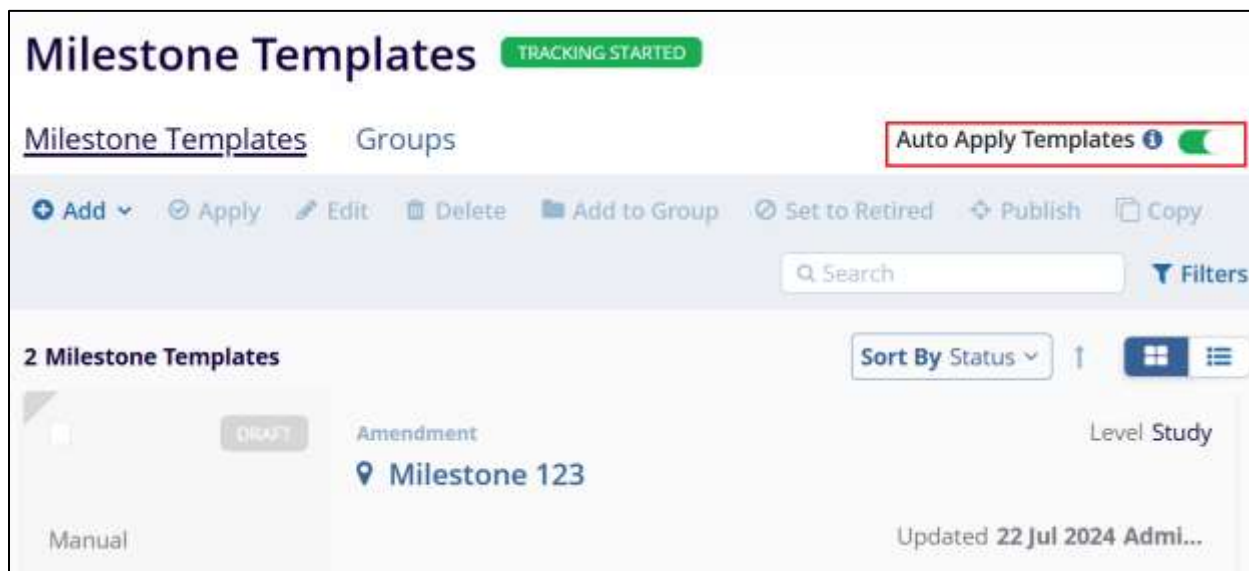 Milestone Templates TRACKING STARTED
Milestone Templates Groups Auto Apply Templates
Add Apply Edit Delete Add to Group Set to Retired Publish Copy
Search Filters
2 Milestone Templates Sort By Status
DRAFT Amendment Level Study
Milestone 123
Manual Updated 22 Jul 2024 Admi...